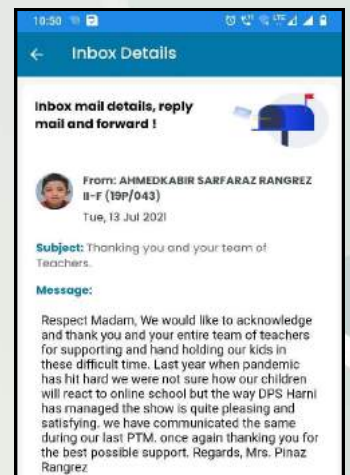 10:50
Inbox Details
Inbox mail details, reply
mail and forward !
From: AHMEDKABIR SARFARAZ RANGREZ
II-F (19P/043)
Tue, 13 Jul 2021
Subject: Thanking you and your team of
Teachers.
Message:
Respect Madam, We would like to acknowledge
and thank you and your entire team of teachers
for supporting and hand holding our kids in
these difficult time. Last year when pandemic
has hit hard we were not sure how our children
will react to online school but the way DPS Harni
has managed the show is quite pleasing and
satisfying. we have communicated the same
during our last PTM. once again thanking you for
the best possible support. Regards, Mrs. Pinaz
Rangrez